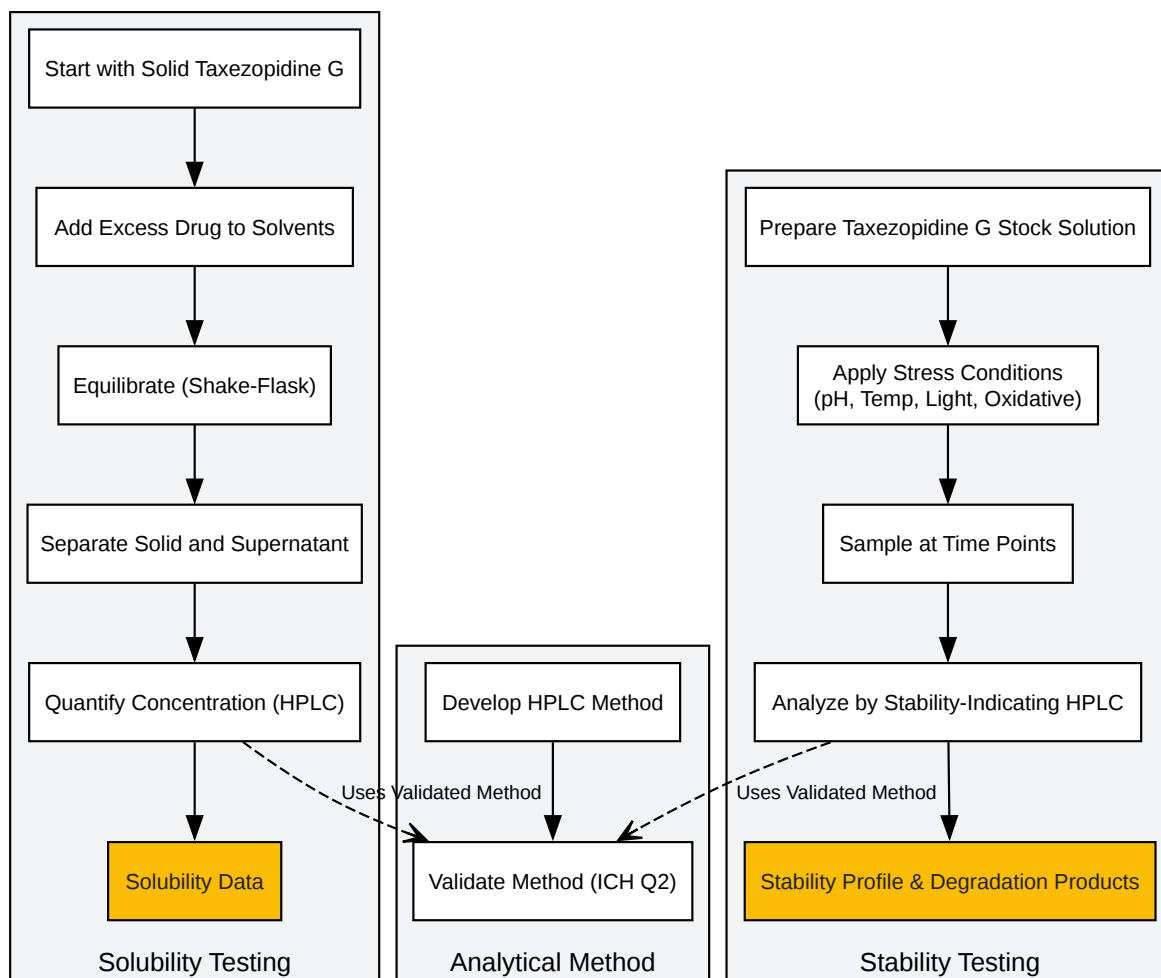 Start with Solid Taxezopidine G
Add Excess Drug to Solvents
Equilibrate (Shake-Flask)
Separate Solid and Supernatant
Quantify Concentration (HPLC)
Uses Validated Method
Solubility Data
Solubility Testing
Develop HPLC Method
Validate Method (ICH Q2)
Analytical Method
Prepare Taxezopidine G Stock Solution
Apply Stress Conditions
(pH, Temp, Light, Oxidative)
Sample at Time Points
Analyze by Stability-Indicating HPLC
Uses Validated Method
Stability Profile & Degradation Products
Stability Testing